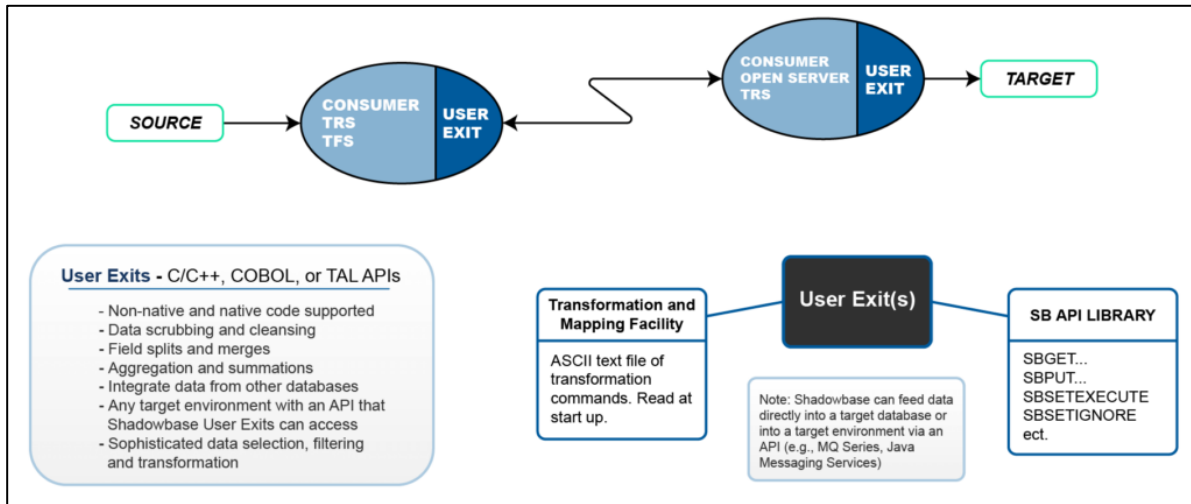 SOURCE
CONSUMER
TRS
TFS
USER
EXIT
CONSUMER
OPEN SERVER
TRS
USER
EXIT
TARGET
User Exits - C/C++, COBOL, or TAL APIs
- Non-native and native code supported
- Data scrubbing and cleansing
- Field splits and merges
- Aggregation and summations
- Integrate data from other databases
- Any target environment with an API that
Shadowbase User Exits can access
- Sophisticated data selection, filtering
and transformation
Transformation and
Mapping Facility
ASCII text file of
transformation
commands. Read at
start up.
User Exit(s)
Note: Shadowbase can feed data
directly into a target database or
into a target environment via an
API (e.g., MQ Series, Java
Messaging Services)
SB API LIBRARY
SBGET...
SBPUT...
SBSETEXECUTE
SBSETIGNORE
ect.